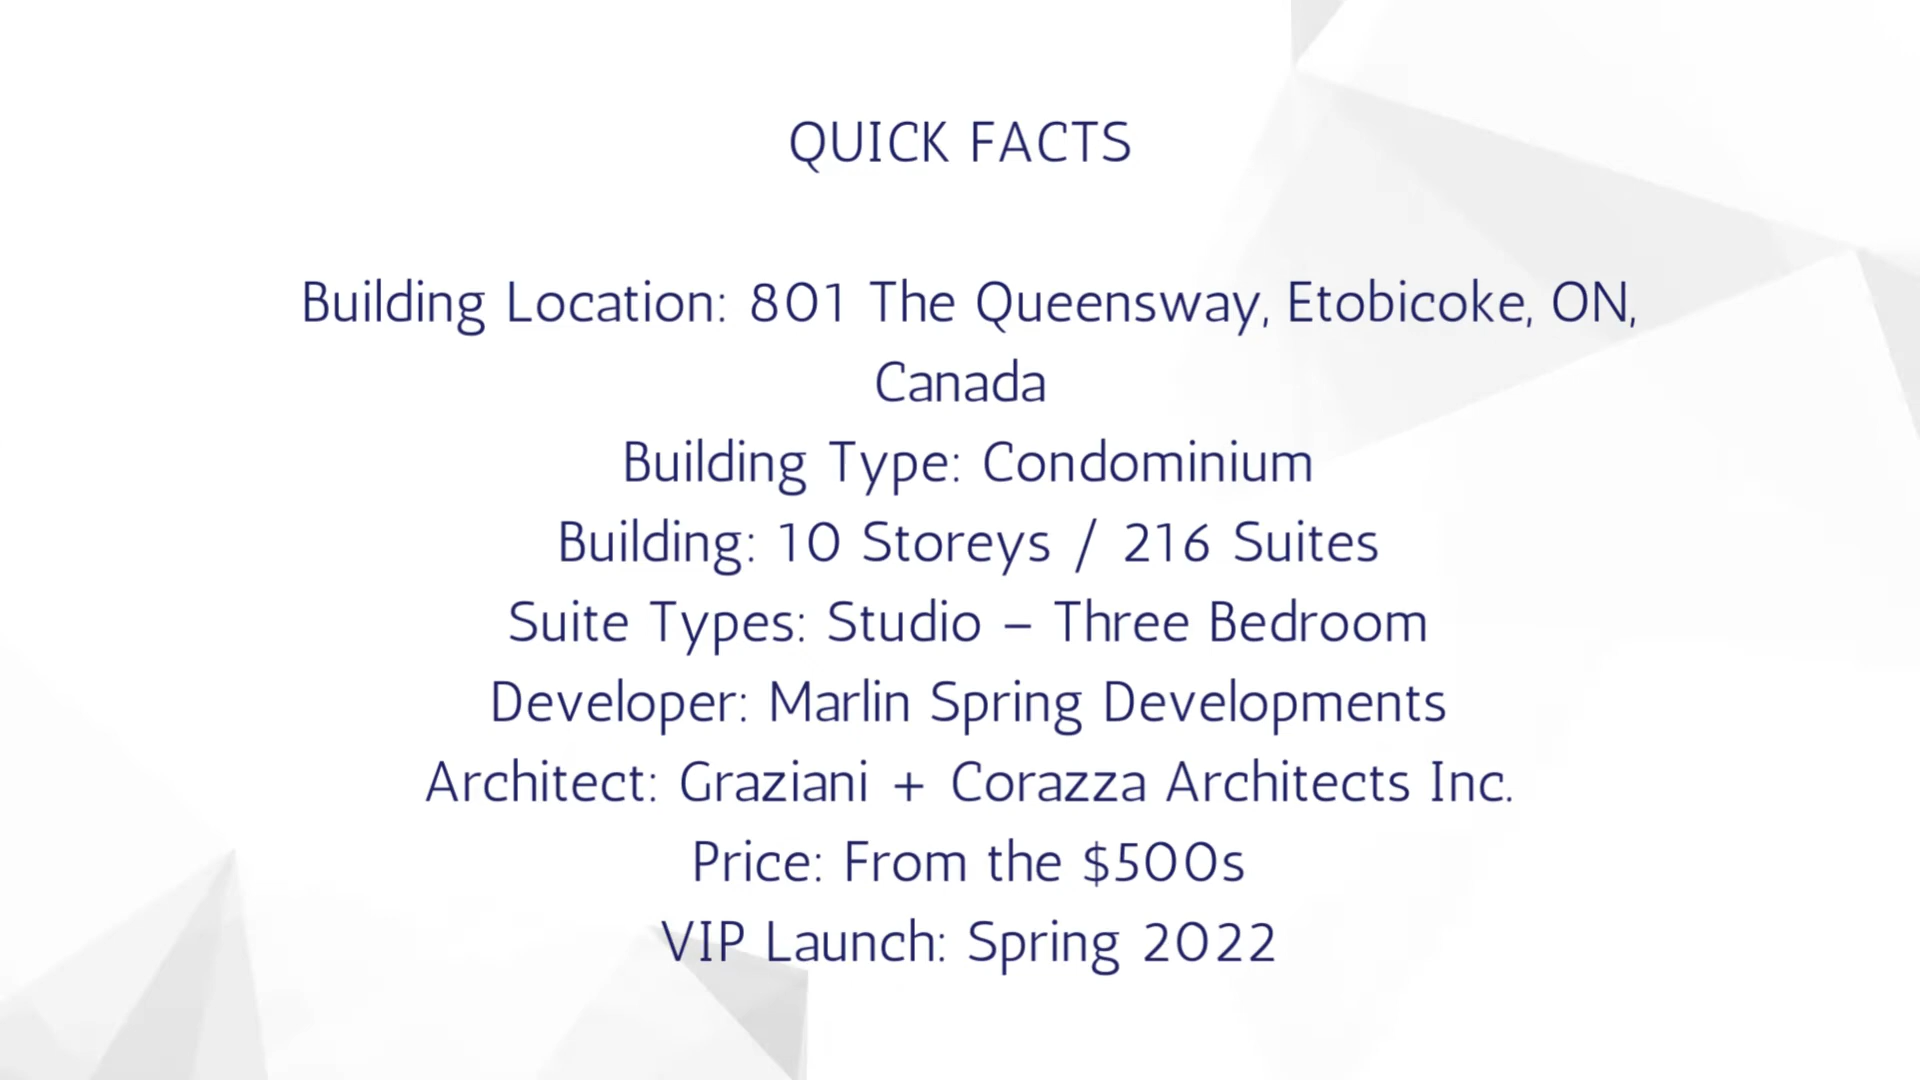 QUICK FACTS
Building Location: 801 The Queensway, Etobicoke, ON,
Canada
Building Type: Condominium
Building: 10 Storeys / 216 Suites
Suite Types: Studio – Three Bedroom
Developer: Marlin Spring Developments
Architect: Graziani + Corazza Architects Inc.
Price: From the $500s
VIP Launch: Spring 2022